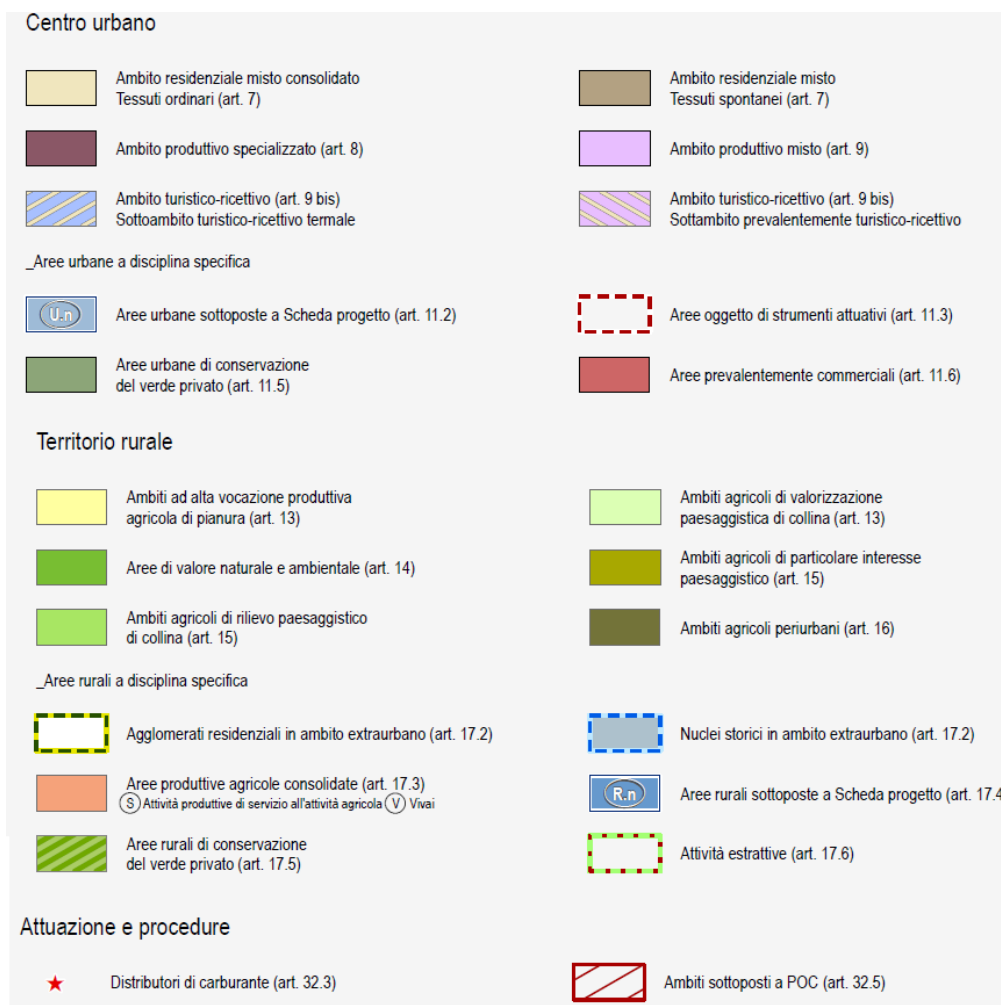 Centro urbano
Ambito residenziale misto consolidato
Tessuti ordinari (art. 7)
Ambito residenziale misto
Tessuti spontanei (art. 7)
Ambito produttivo specializzato (art. 8)
Ambito produttivo misto (art. 9)
Ambito turistico-ricettivo (art. 9 bis)
Sottoambito turistico-ricettivo termale
Ambito turistico-ricettivo (art. 9 bis)
Sottambito prevalentemente turistico-ricettivo
_Aree urbane a disciplina specifica
U.n
Aree urbane sottoposte a Scheda progetto (art. 11.2)
Aree oggetto di strumenti attuativi (art. 11.3)
Aree urbane di conservazione
del verde privato (art. 11.5)
Aree prevalentemente commerciali (art. 11.6)
Territorio rurale
Ambiti ad alta vocazione produttiva
agricola di pianura (art. 13)
Ambiti agricoli di valorizzazione
paesaggistica di collina (art. 13)
Aree di valore naturale e ambientale (art. 14)
Ambiti agricoli di particolare interesse
paesaggistico (art. 15)
Ambiti agricoli di rilievo paesaggistico
di collina (art. 15)
Ambiti agricoli periurbani (art. 16)
_Aree rurali a disciplina specifica
Agglomerati residenziali in ambito extraurbano (art. 17.2)
Nuclei storici in ambito extraurbano (art. 17.2)
Aree produttive agricole consolidate (art. 17.3)
S Attività produttive di servizio all'attività agricola V Vivai
R.n
Aree rurali sottoposte a Scheda progetto (art. 17.4
Aree rurali di conservazione
del verde privato (art. 17.5)
Attività estrattive (art. 17.6)
Attuazione e procedure
Distributori di carburante (art. 32.3)
Ambiti sottoposti a POC (art. 32.5)